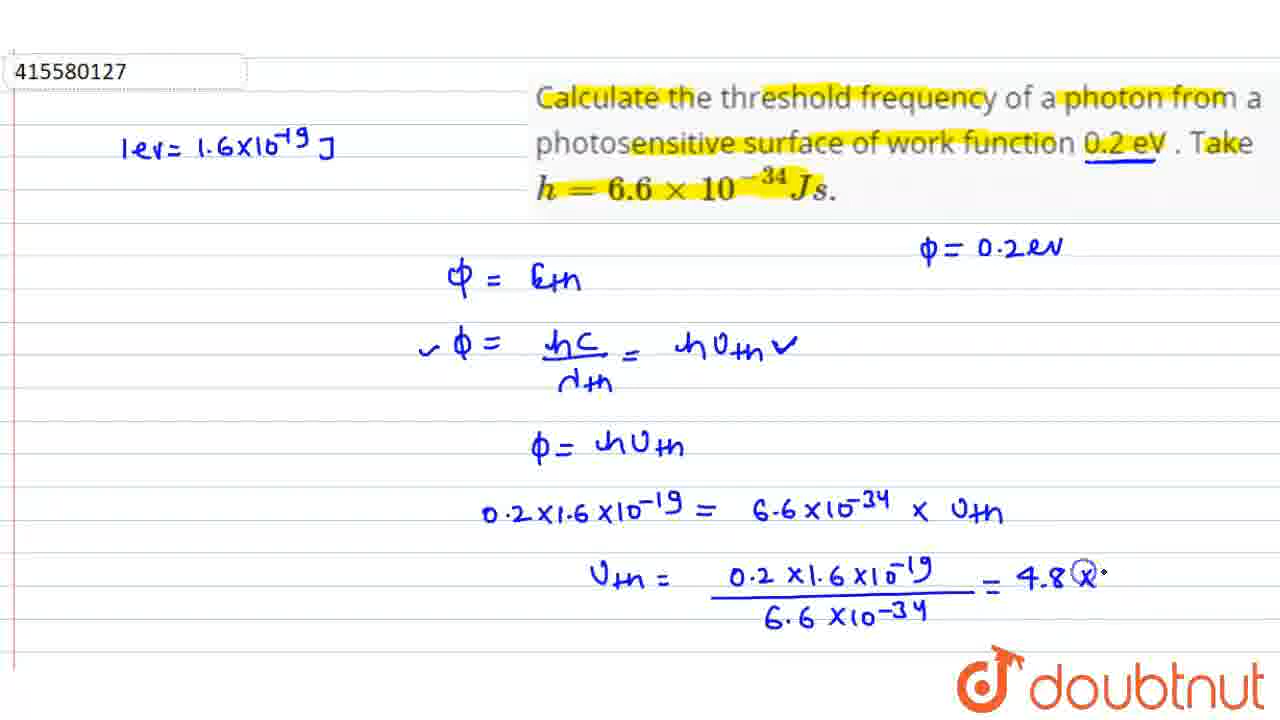 415580127
Calculate the threshold frequency of a photon from a
photosensitive surface of work function 0.2 eV . Take
h = 6.6 × 10⁻³⁴ Js.
1ev = 1.6×10⁻¹⁹ J
ϕ = 0.2ev
ϕ = Eth
✓ ϕ = hc/λth = hυth ✓
ϕ = hυth
0.2×1.6×10⁻¹⁹ = 6.6×10⁻³⁴ × υth
υth = 0.2×1.6×10⁻¹⁹/6.6×10⁻³⁴ = 4.8×
doubtnut